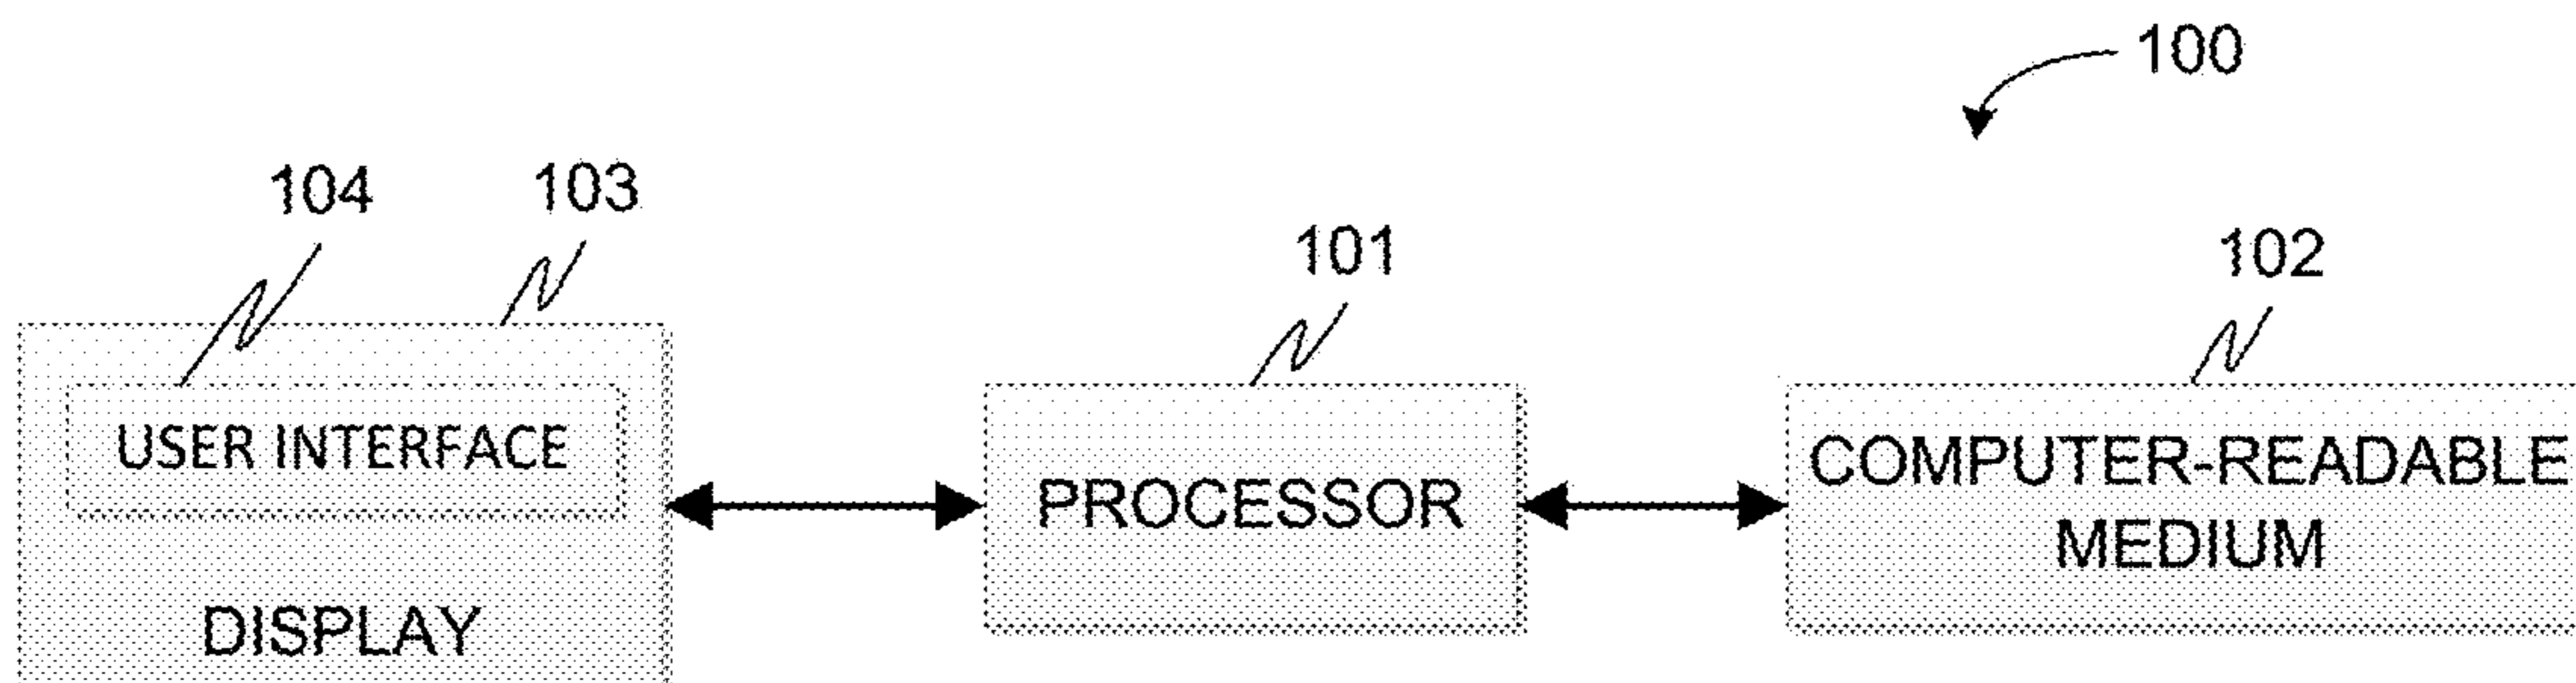 100
104
103
101
102
USER INTERFACE
DISPLAY
PROCESSOR
COMPUTER-READABLE
MEDIUM